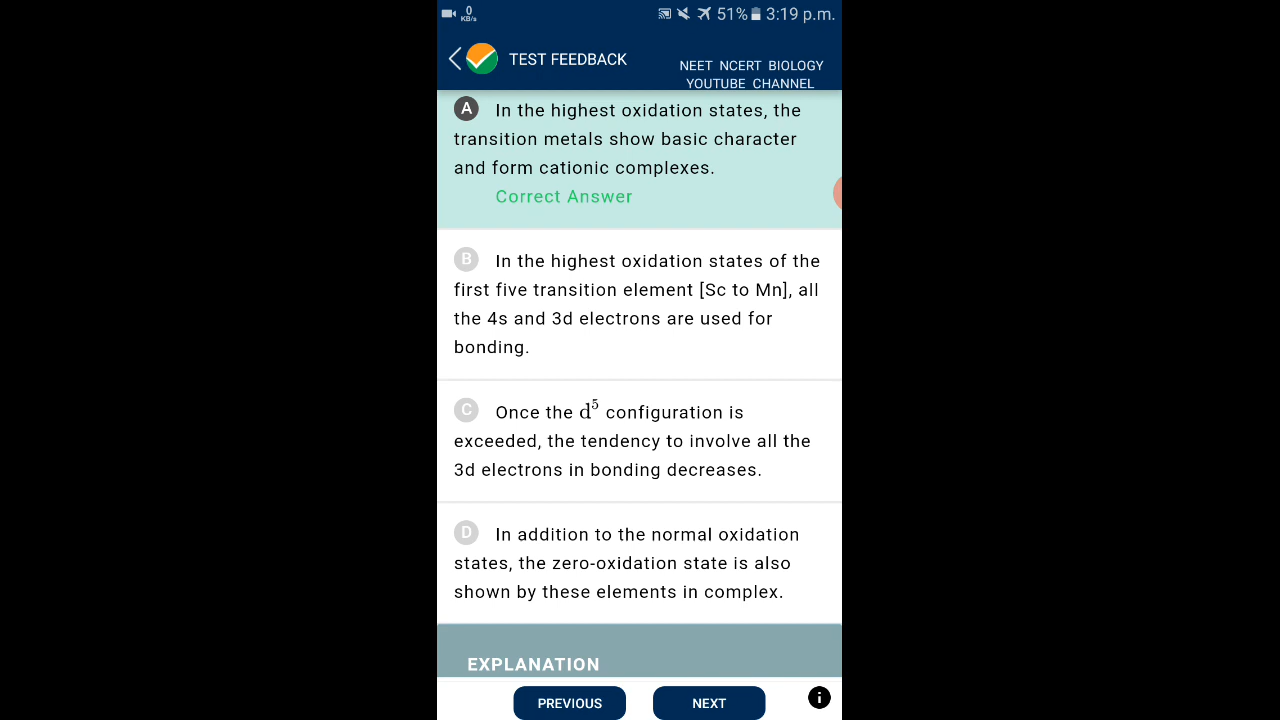 0
KB/s
51% 3:19 p.m.
TEST FEEDBACK
NEET NCERT BIOLOGY
YOUTUBE CHANNEL
A In the highest oxidation states, the
transition metals show basic character
and form cationic complexes.
Correct Answer
B In the highest oxidation states of the
first five transition element [Sc to Mn], all
the 4s and 3d electrons are used for
bonding.
C Once the d⁵ configuration is
exceeded, the tendency to involve all the
3d electrons in bonding decreases.
D In addition to the normal oxidation
states, the zero-oxidation state is also
shown by these elements in complex.
EXPLANATION
PREVIOUS
NEXT
i